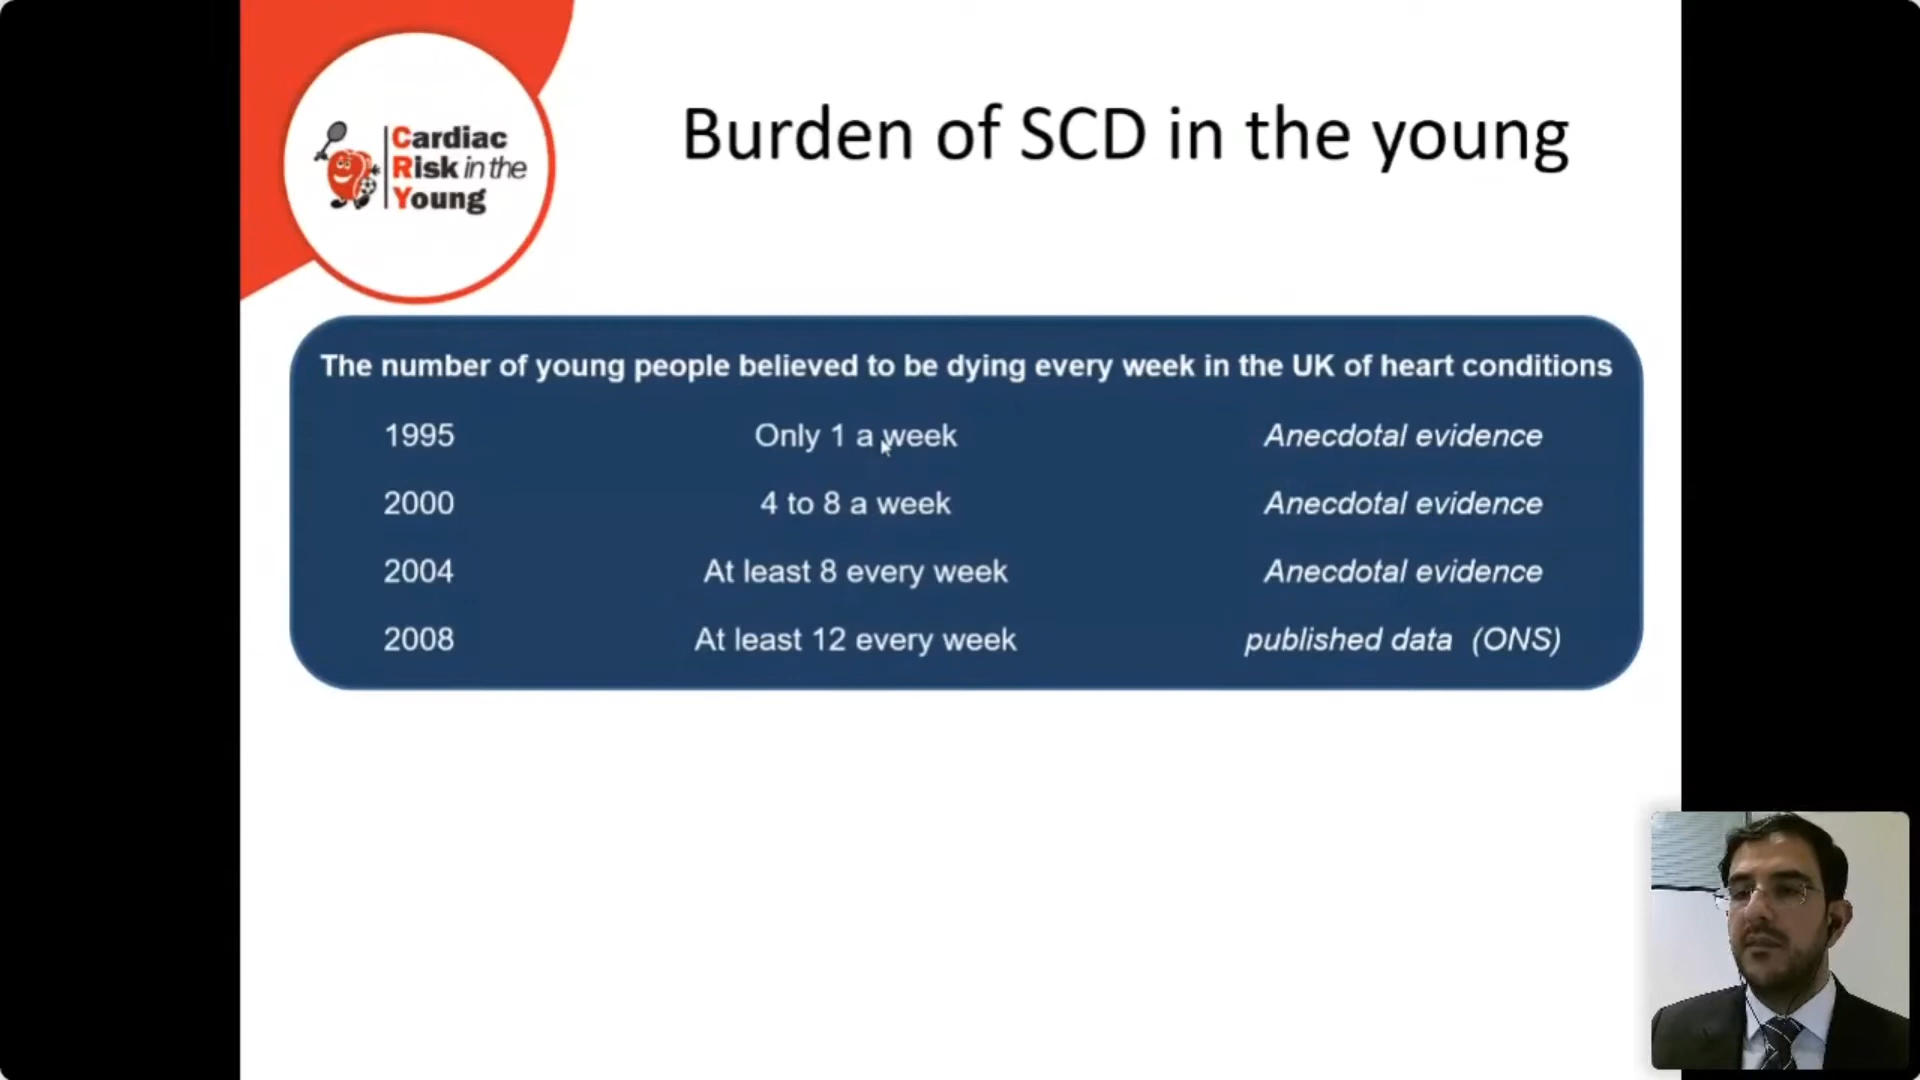 Cardiac
Risk in the
Young
Burden of SCD in the young
The number of young people believed to be dying every week in the UK of heart conditions
1995 Only 1 a week Anecdotal evidence
2000 4 to 8 a week Anecdotal evidence
2004 At least 8 every week Anecdotal evidence
2008 At least 12 every week published data (ONS)